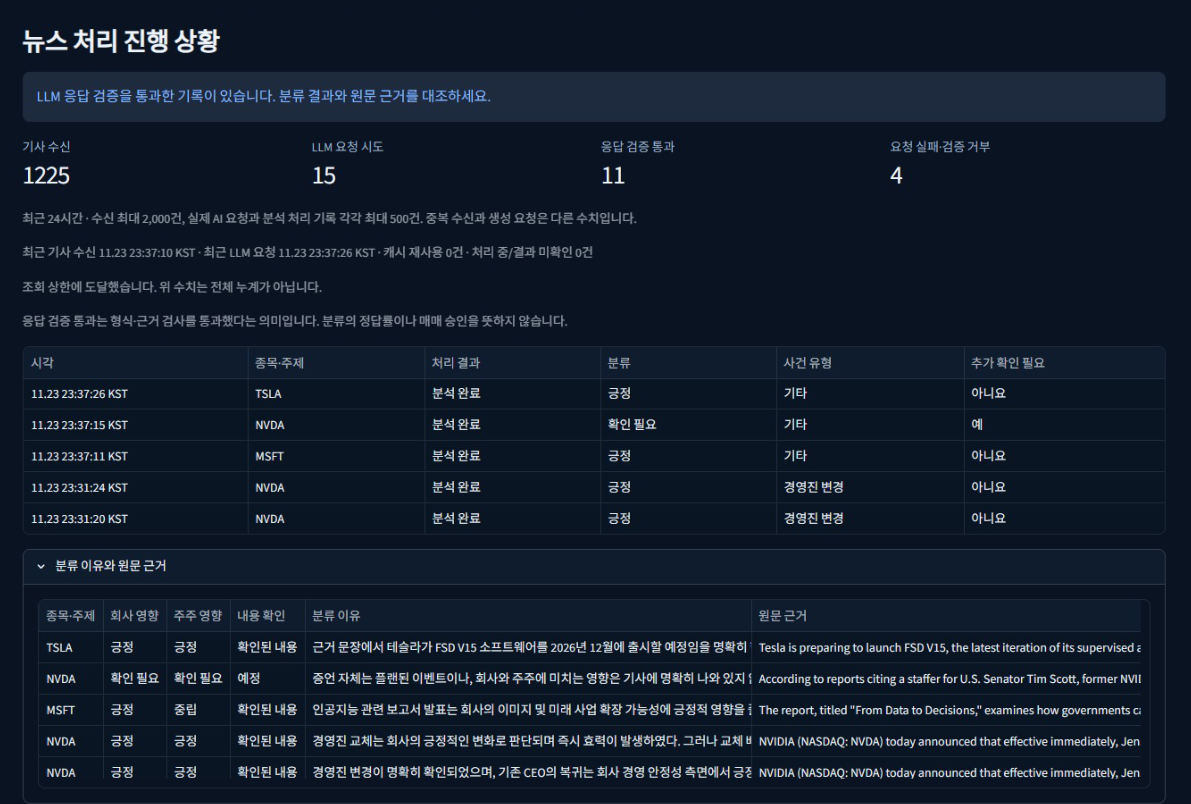 뉴스 처리 진행 상황
LLM 응답 검증을 통과한 기록이 있습니다. 분류 결과와 원문 근거를 대조하세요.
기사 수신 LLM 요청 시도 응답 검증 통과 요청 실패·검증 거부
1225 15 11 4
최근 24시간 · 수신 최대 2,000건, 실제 AI 요청과 분석 처리 기록 각각 최대 500건. 중복 수신과 생성 요청은 다른 수치입니다.
최근 기사 수신 11.23 23:37:10 KST · 최근 LLM 요청 11.23 23:37:26 KST · 캐시 재사용 0건 · 처리 중/결과 미확인 0건
조회 상한에 도달했습니다. 위 수치는 전체 누계가 아닙니다.
응답 검증 통과는 형식·근거 검사를 통과했다는 의미입니다. 분류의 정답률이나 매매 승인을 뜻하지 않습니다.
시각 종목·주제 처리 결과 분류 사건 유형 추가 확인 필요
11.23 23:37:26 KST TSLA 분석 완료 긍정 기타 아니요
11.23 23:37:15 KST NVDA 분석 완료 확인 필요 기타 예
11.23 23:37:11 KST MSFT 분석 완료 긍정 기타 아니요
11.23 23:31:24 KST NVDA 분석 완료 긍정 경영진 변경 아니요
11.23 23:31:20 KST NVDA 분석 완료 긍정 경영진 변경 아니요
분류 이유와 원문 근거
종목·주제 회사 영향 주주 영향 내용 확인 분류 이유 원문 근거
TSLA 긍정 긍정 확인된 내용 근거 문장에서 테슬라가 FSD V15 소프트웨어를 2026년 12월에 출시할 예정임을 명확히 Tesla is preparing to launch FSD V15, the latest iteration of its supervised
NVDA 확인 필요 확인 필요 예정 증언 자체는 플랜된 이벤트이나, 회사와 주주에 미치는 영향은 기사에 명확히 나와 있지 According to reports citing a staffer for U.S. Senator Tim Scott, former
MSFT 긍정 중립 확인된 내용 인공지능 관련 보고서 발표는 회사의 이미지 및 미래 사업 확장 가능성에 긍정적 영향을 The report, titled "From Data to Decisions," examines how governments
NVDA 긍정 긍정 확인된 내용 경영진 교체는 회사의 긍정적인 변화로 판단되며 즉시 효력이 발생하였다. 그러나 교체 NVIDIA (NASDAQ: NVDA) today announced that effective immediately, Jen
NVDA 긍정 긍정 확인된 내용 경영진 변경이 명확히 확인되었으며, 기존 CEO의 복귀는 회사 경영 안정성 측면에서 NVIDIA (NASDAQ: NVDA) today announced that effective immediately, Jen